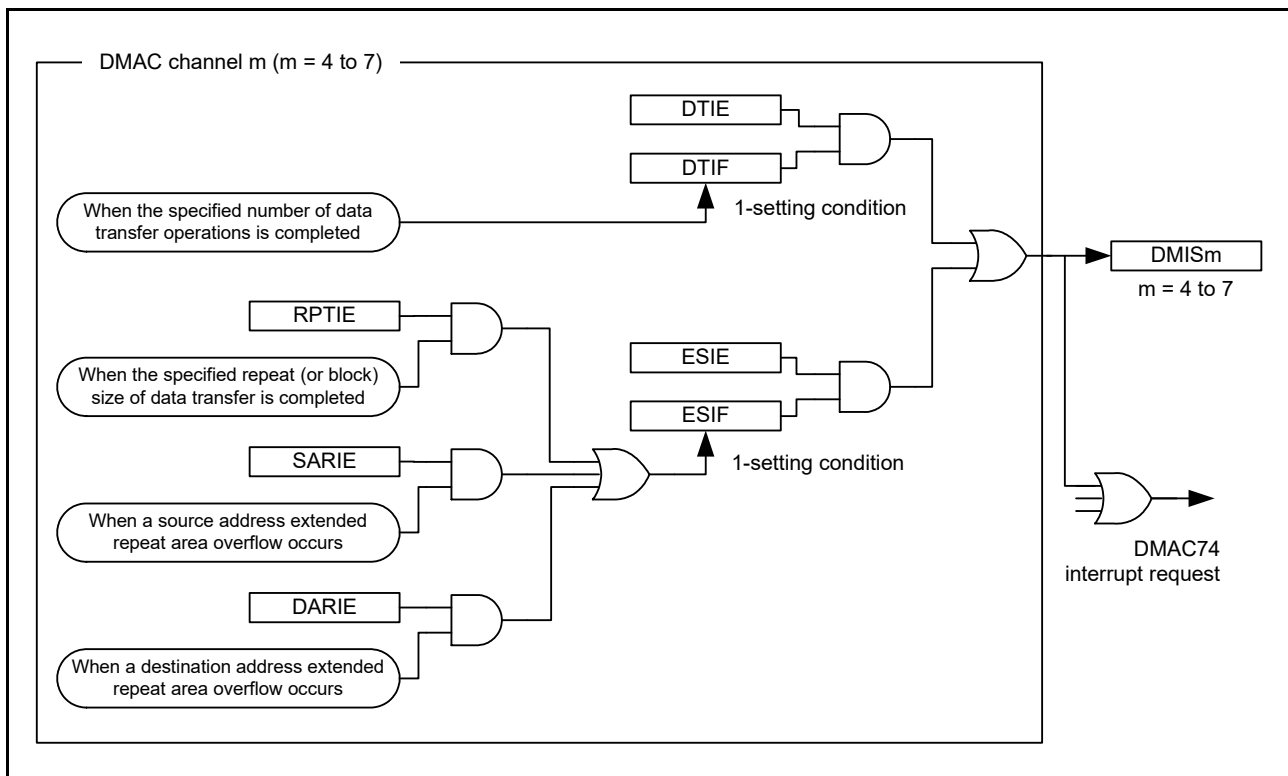 DMAC channel m (m = 4 to 7)
DTIE
DTIF
When the specified number of data
transfer operations is completed
1-setting condition
DMISm
m = 4 to 7
RPTIE
When the specified repeat (or block)
size of data transfer is completed
ESIE
ESIF
1-setting condition
SARIE
When a source address extended
repeat area overflow occurs
DMAC74
interrupt request
DARIE
When a destination address extended
repeat area overflow occurs